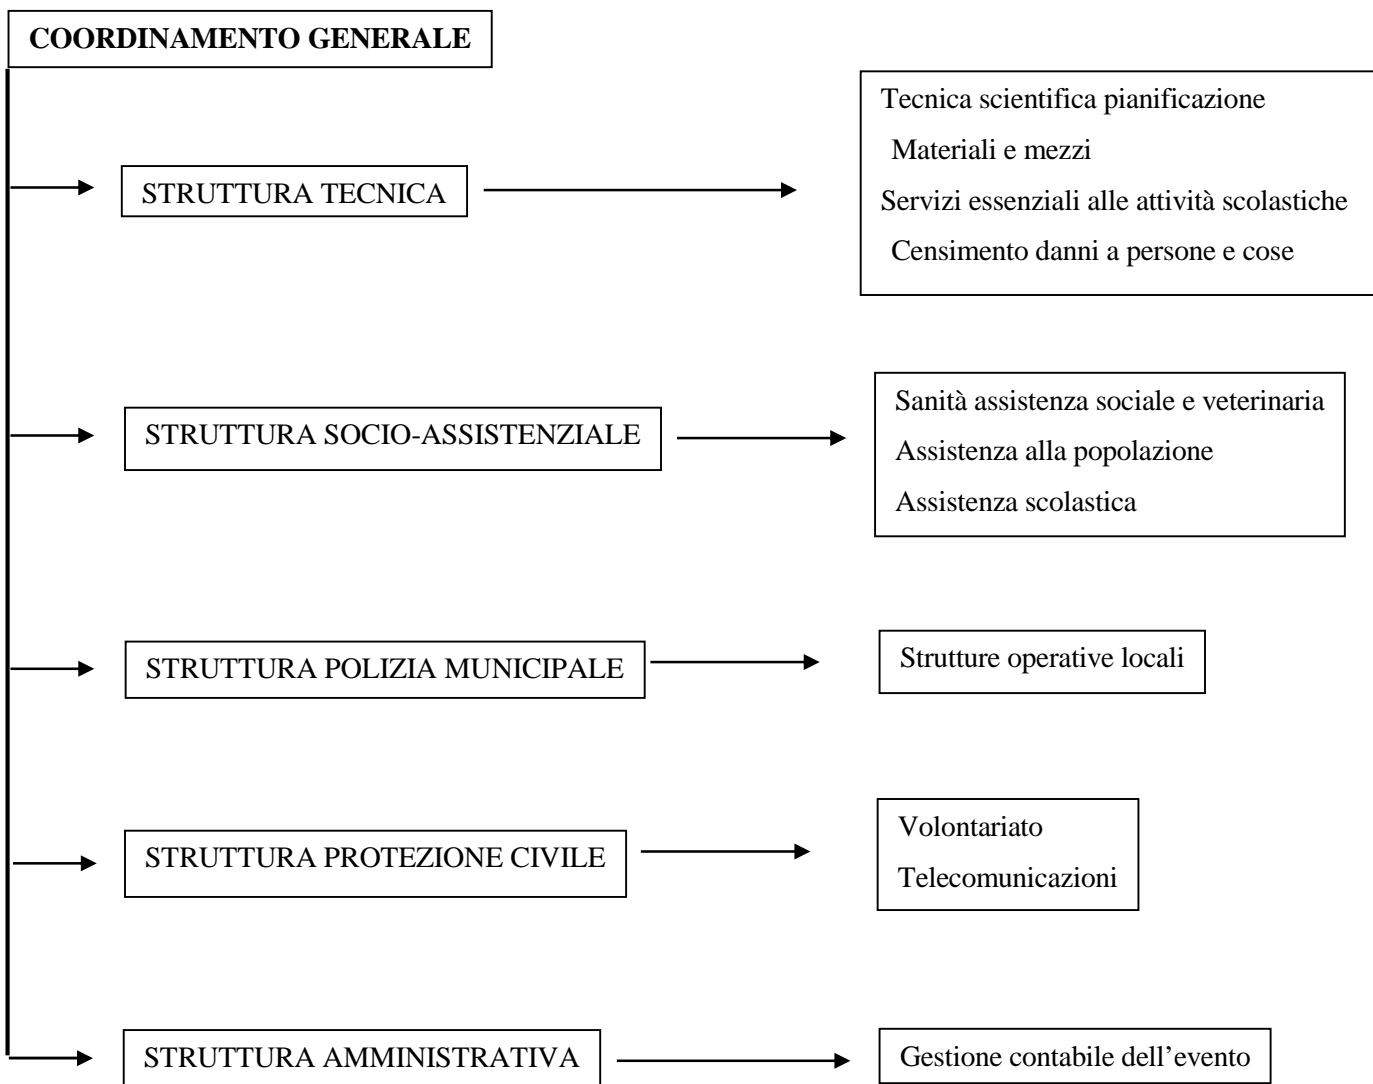 COORDINAMENTO GENERALE
Tecnica scientifica pianificazione
Materiali e mezzi
STRUTTURA TECNICA
Servizi essenziali alle attività scolastiche
Censimento danni a persone e cose
Sanità assistenza sociale e veterinaria
STRUTTURA SOCIO-ASSISTENZIALE
Assistenza alla popolazione
Assistenza scolastica
STRUTTURA POLIZIA MUNICIPALE
Strutture operative locali
Volontariato
STRUTTURA PROTEZIONE CIVILE
Telecomunicazioni
STRUTTURA AMMINISTRATIVA
Gestione contabile dell’evento